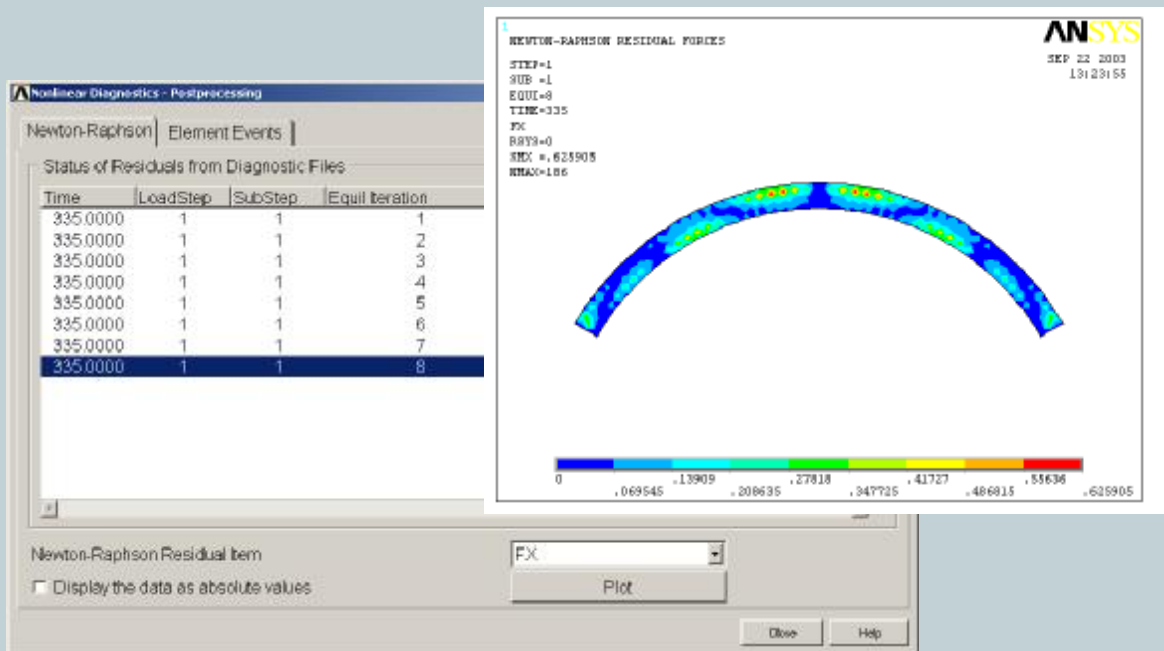 1
NEWTON-RAPHSON RESIDUAL FORCES
STEP=1
SUB =1
EQUI=8
TIME=335
FX
RSYS=0
SMX =.625905
NMAX=186
ANSYS
SEP 22 2003
13:23:55
0 .13909 .27818 .41727 .55636
.069545 .208635 .347725 .486815 .625905
Nonlinear Diagnostics - Postprocessing
Newton-Raphson Element Events
Status of Residuals from Diagnostic Files
Time LoadStep SubStep Equil Iteration
335.0000 1 1 1
335.0000 1 1 2
335.0000 1 1 3
335.0000 1 1 4
335.0000 1 1 5
335.0000 1 1 6
335.0000 1 1 7
335.0000 1 1 8
Newton-Raphson Residual Item FX
Display the data as absolute values Plot
Close Help